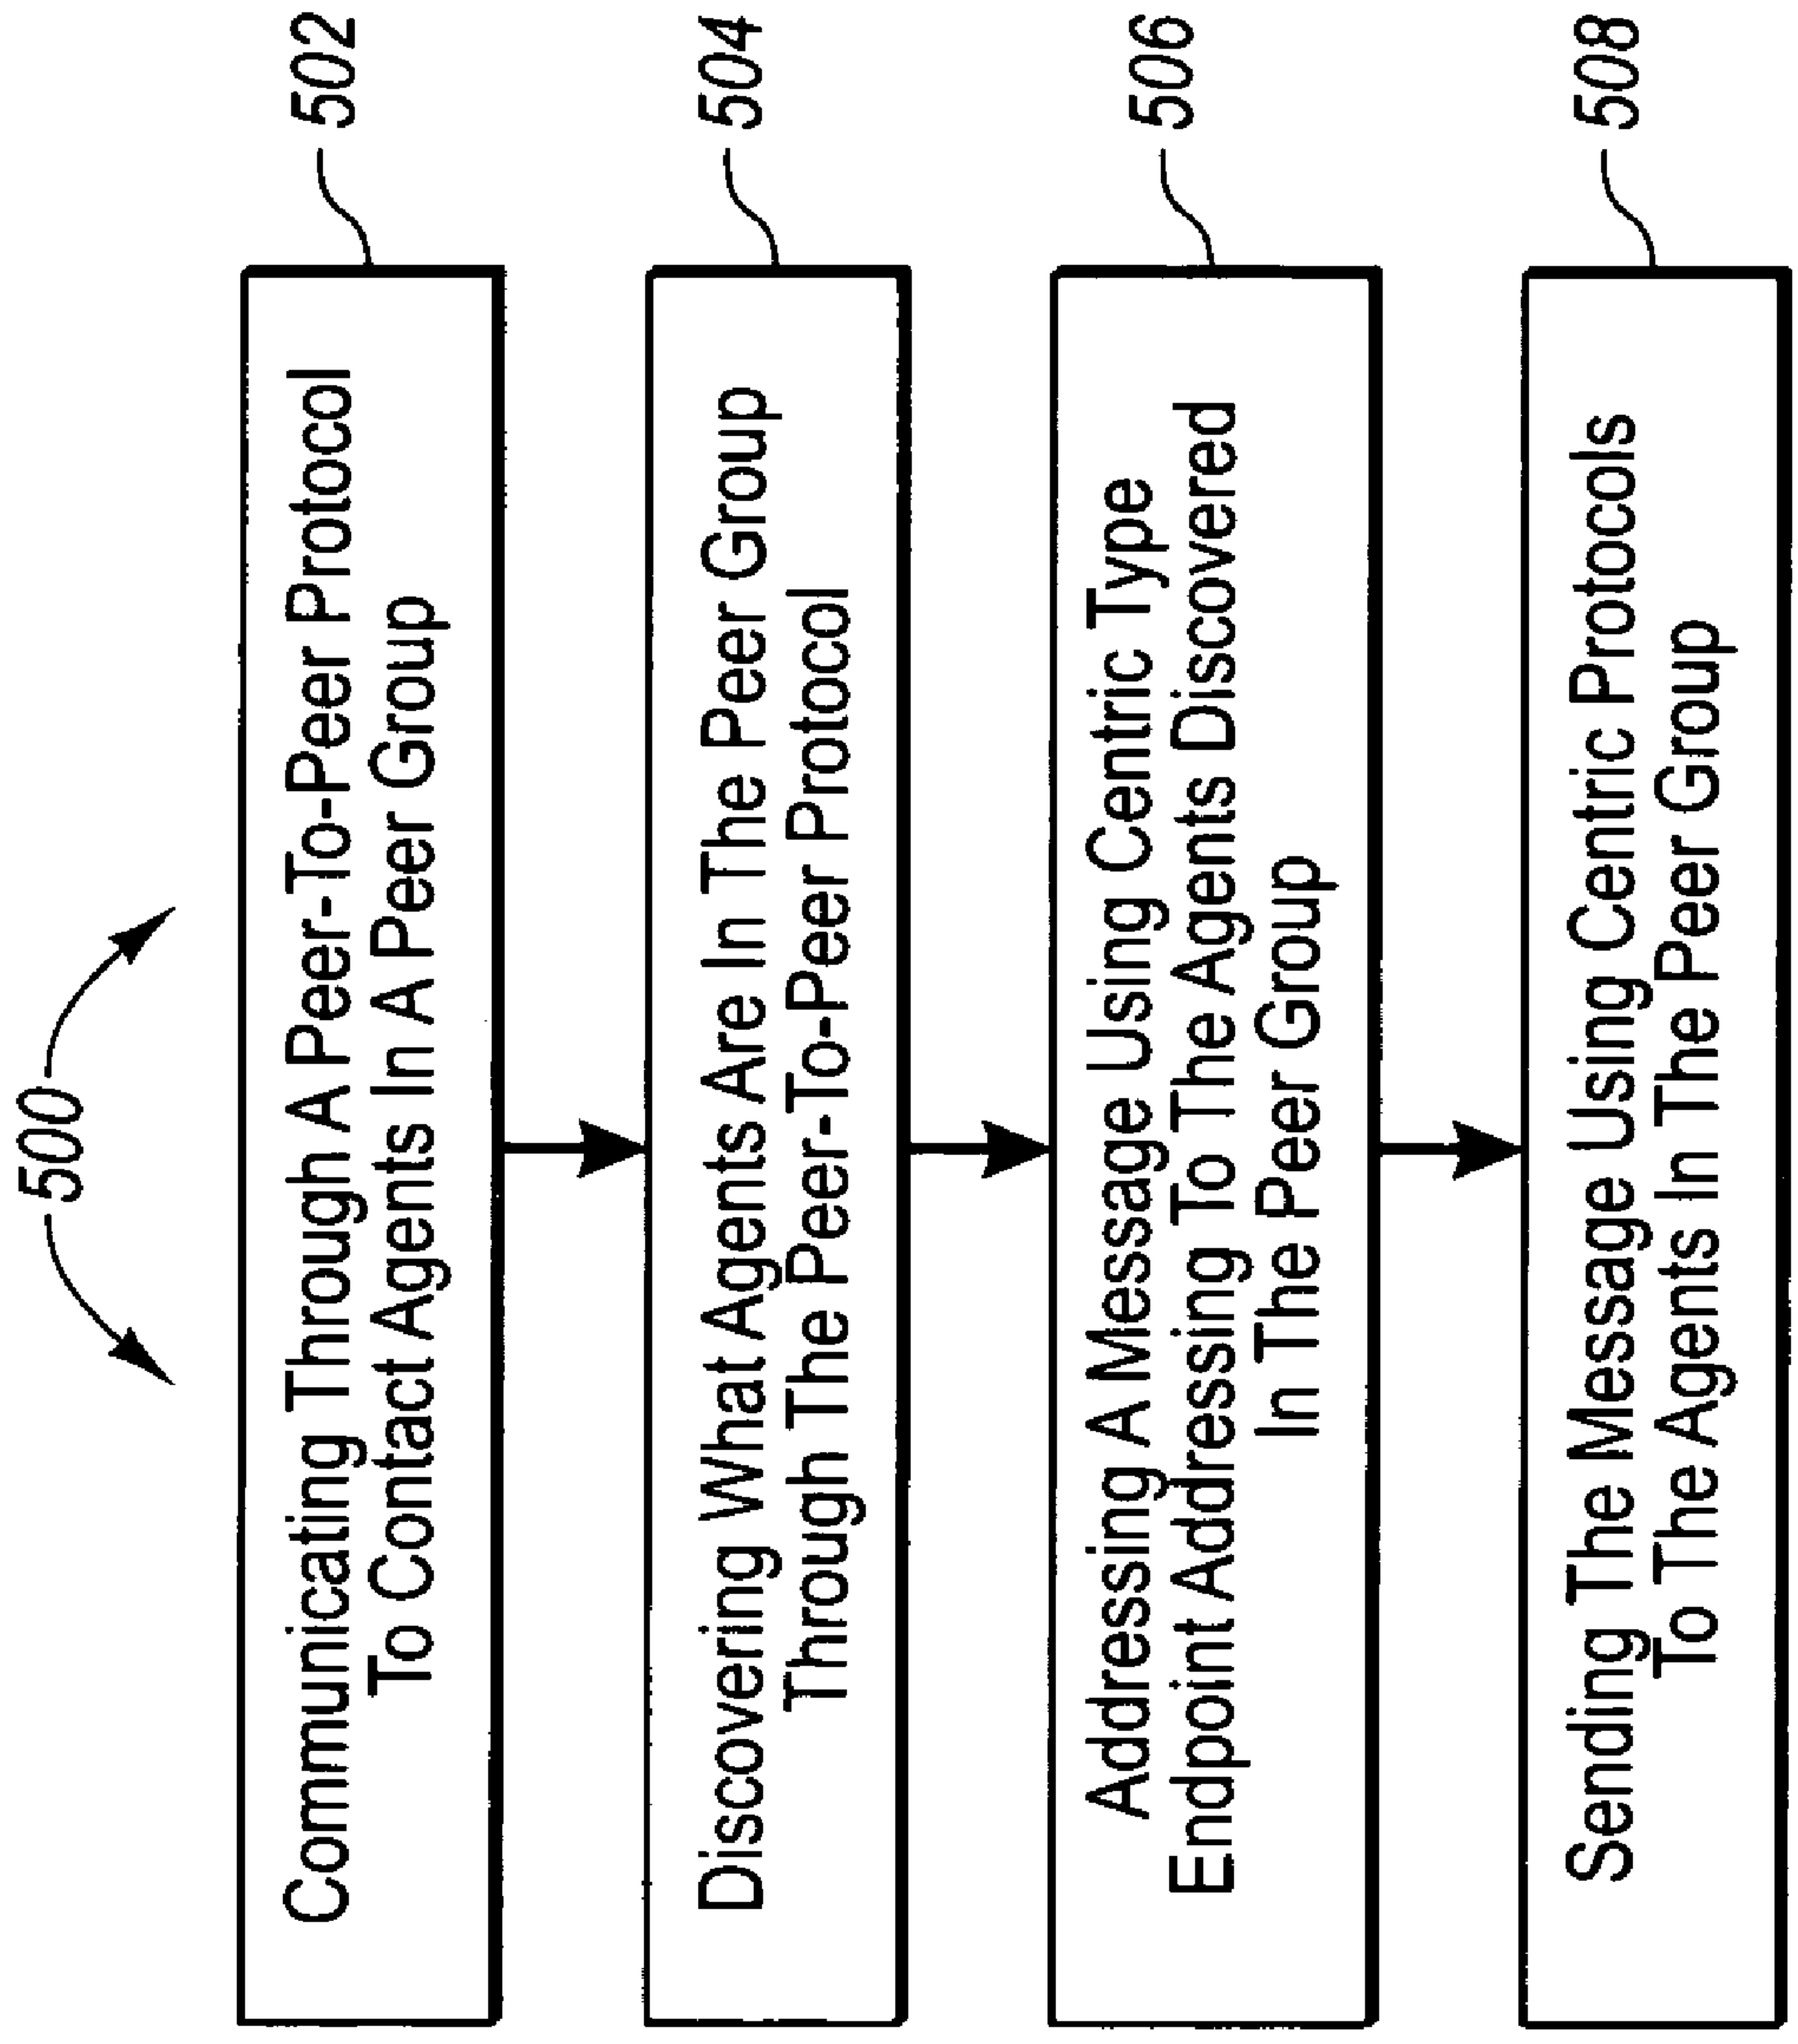 500
Communicating Through A Peer-To-Peer Protocol
To Contact Agents In A Peer Group
502
Discovering What Agents Are In The Peer Group
Through The Peer-To-Peer Protocol
504
Addressing A Message Using Centric Type
Endpoint Addressing To The Agents Discovered
In The Peer Group
506
Sending The Message Using Centric Protocols
To The Agents In The Peer Group
508